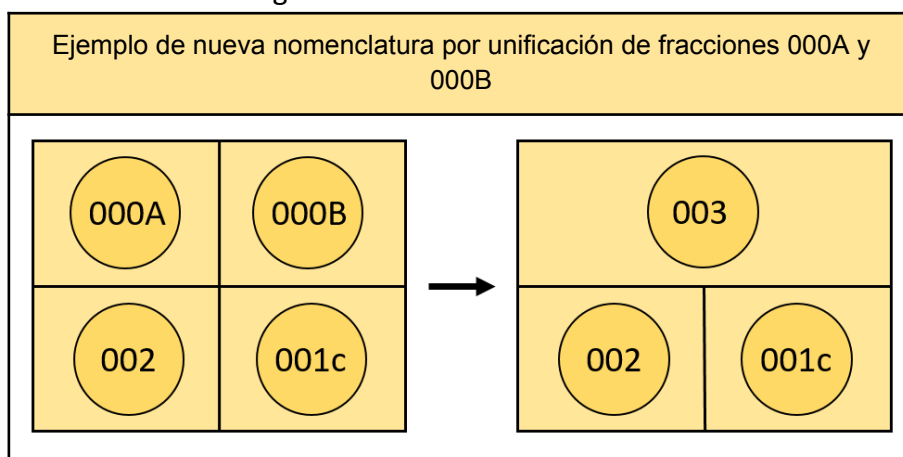 Ejemplo de nueva nomenclatura por unificación de fracciones 000A y
000B
000A 000B 003
002 001c 002 001c